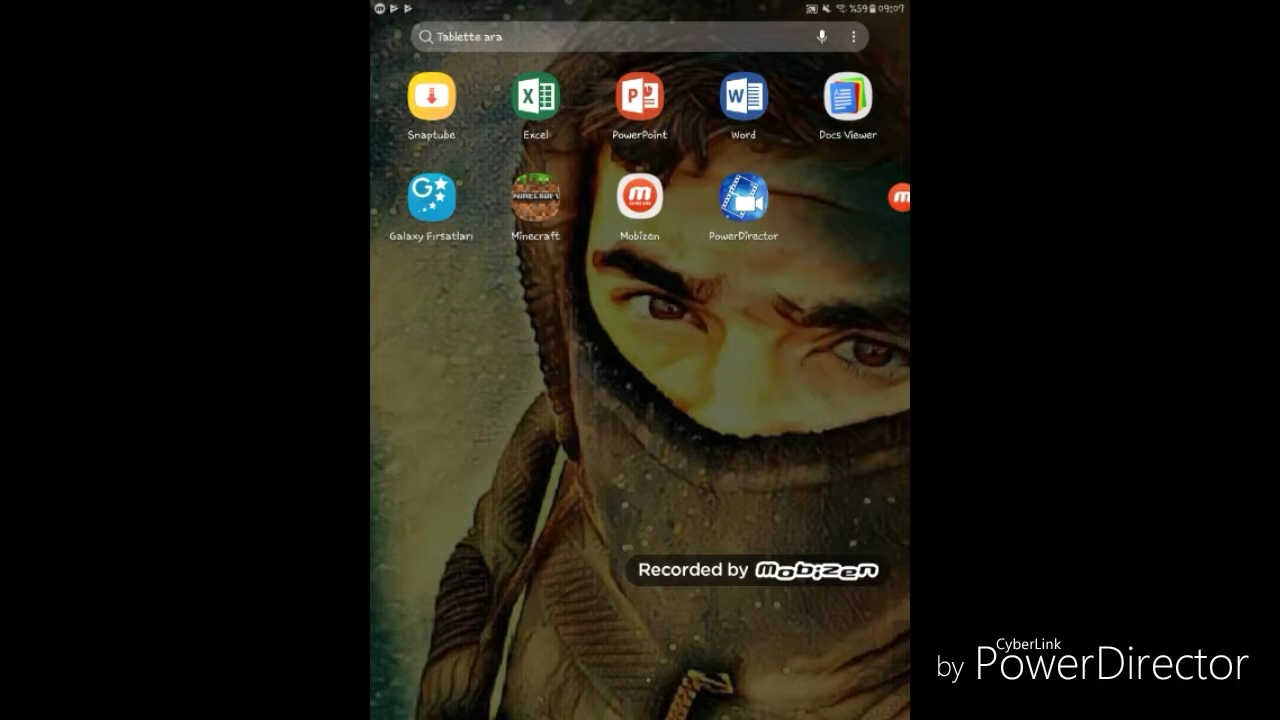 %59 09:07
Tablette ara
Snaptube
Excel
PowerPoint
Word
Docs Viewer
Galaxy Fırsatları
Minecraft
Mobizen
PowerDirector
MINECRAFT
Recorded by Mobizen
CyberLink
by PowerDirector